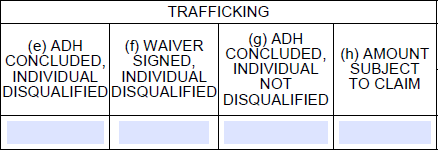 TRAFFICKING
(e) ADH
CONCLUDED,
INDIVIDUAL
DISQUALIFIED
(f) WAIVER
SIGNED,
INDIVIDUAL
DISQUALIFIED
(g) ADH
CONCLUDED,
INDIVIDUAL
NOT
DISQUALIFIED
(h) AMOUNT
SUBJECT
TO CLAIM